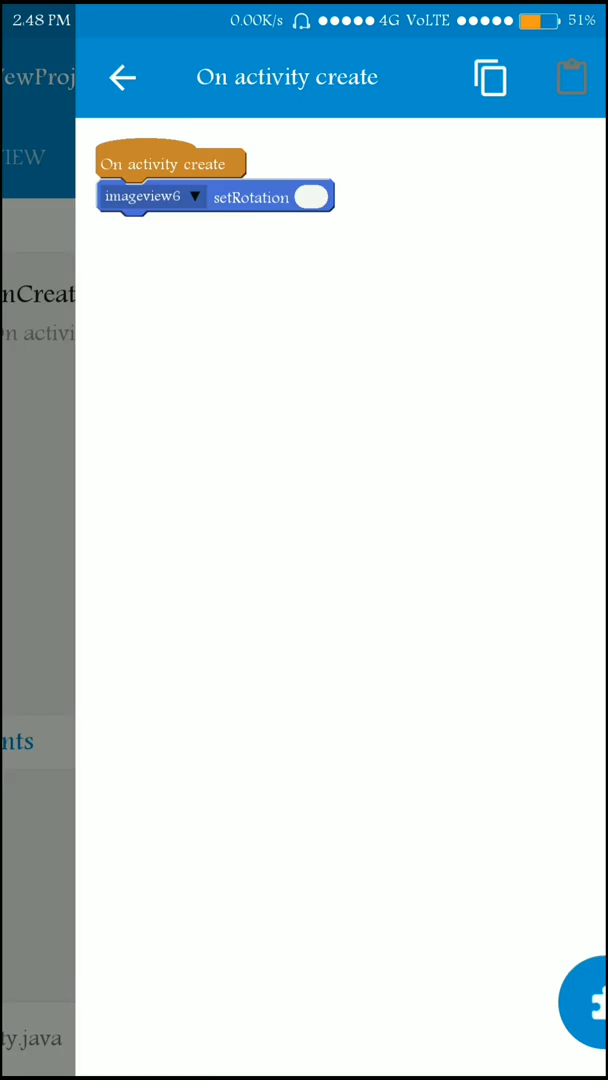 2.48 PM 0.00K/s 4G VoLTE 51%
ewProj
On activity create
IEW
On activity create
imageview6 ▼ setRotation
nCreat
n activi
nts
ty.java